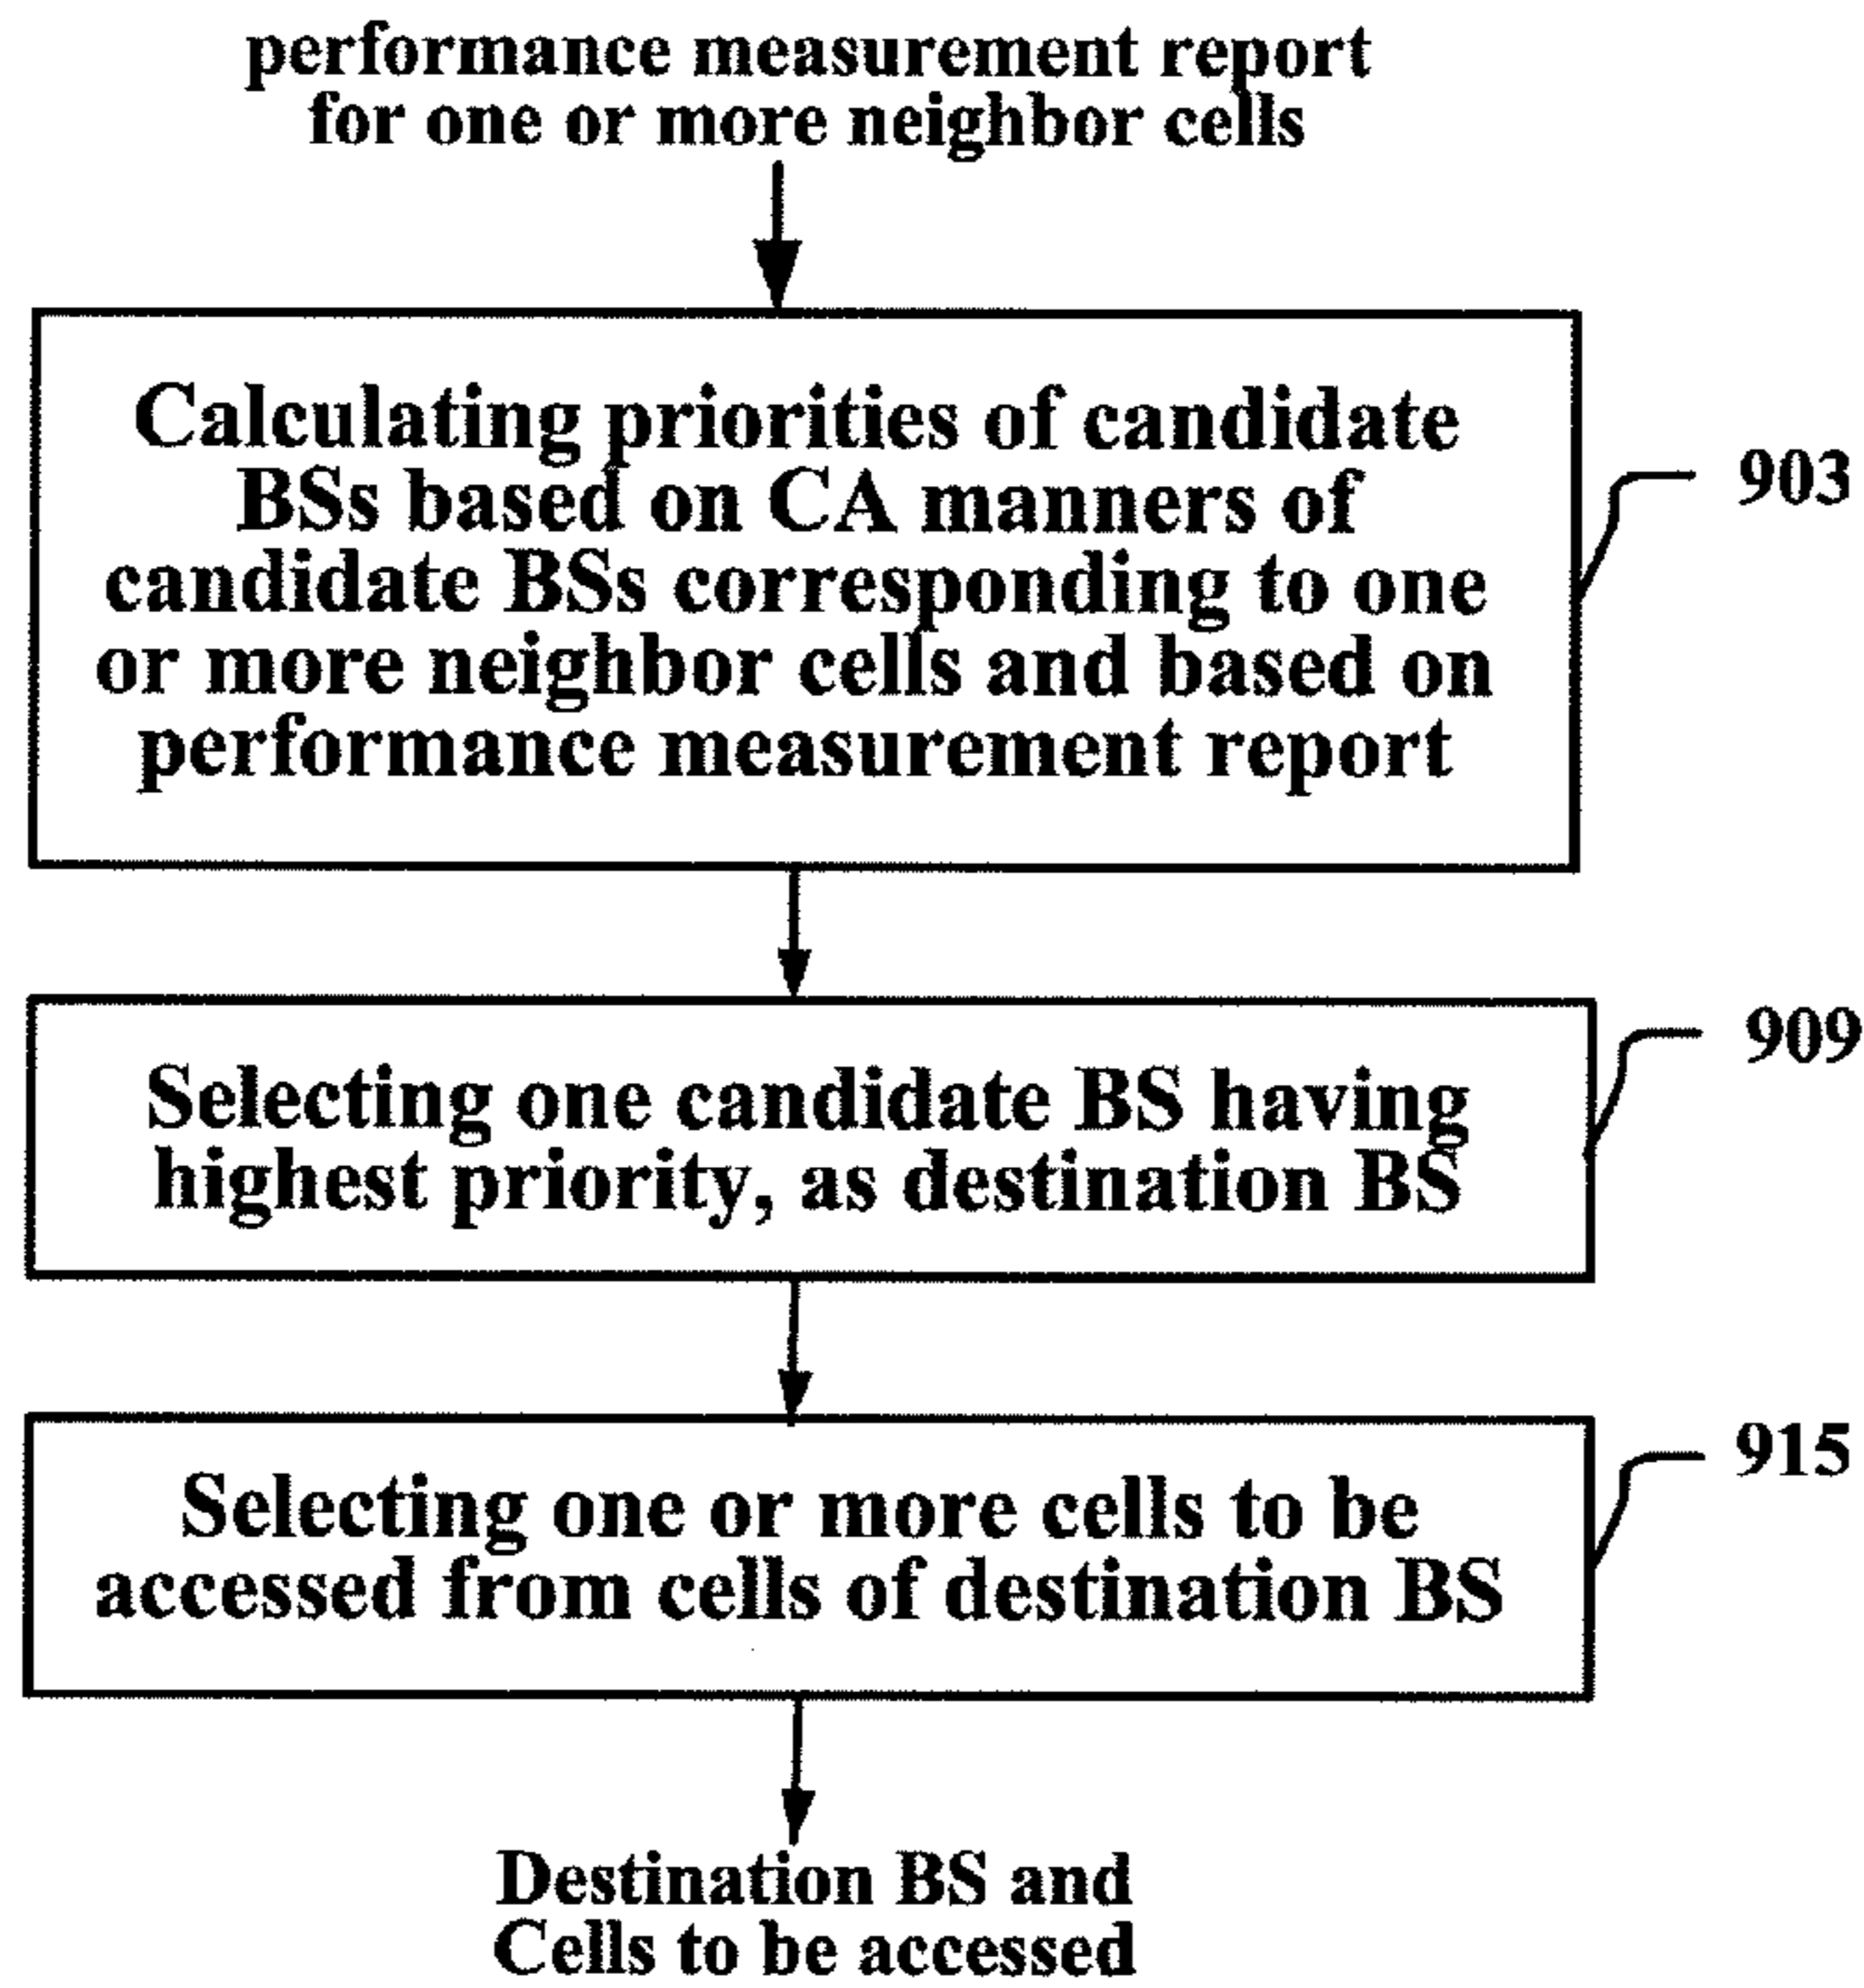 performance measurement report
for one or more neighbor cells
Calculating priorities of candidate
BSs based on CA manners of
candidate BSs corresponding to one
or more neighbor cells and based on
performance measurement report
903
Selecting one candidate BS having
highest priority, as destination BS
909
Selecting one or more cells to be
accessed from cells of destination BS
915
Destination BS and
Cells to be accessed